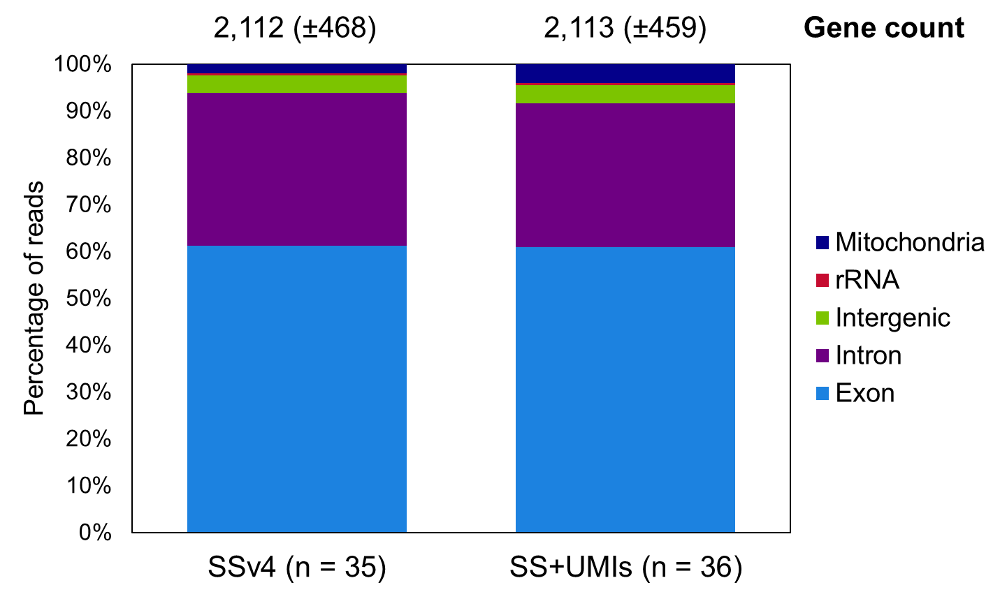 2,112 (±468)
2,113 (±459)
Gene count
100%
90%
80%
70%
60%
50%
40%
30%
20%
10%
0%
Percentage of reads
Mitochondria
rRNA
Intergenic
Intron
Exon
SSv4 (n = 35)
SS+UMIs (n = 36)